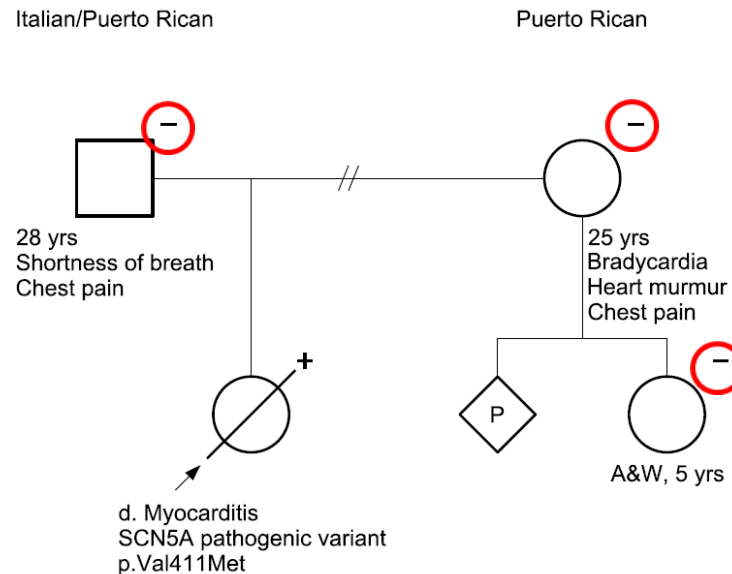 Italian/Puerto Rican
Puerto Rican
−
−
28 yrs
Shortness of breath
Chest pain
25 yrs
Bradycardia
Heart murmur
Chest pain
+
−
P
A&W, 5 yrs
d. Myocarditis
SCN5A pathogenic variant
p.Val411Met